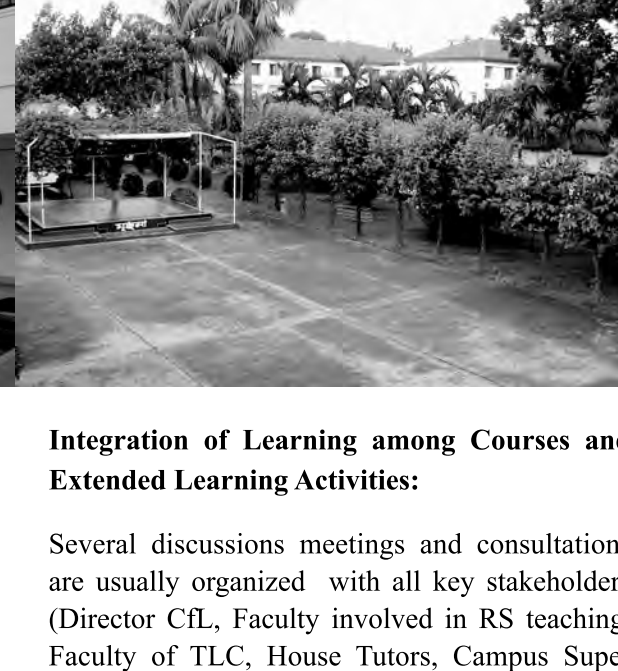 Integration of Learning among Courses and
Extended Learning Activities:
Several discussions meetings and consultation
are usually organized with all key stakeholder
(Director CfL, Faculty involved in RS teaching
Faculty of TLC, House Tutors, Campus Supe